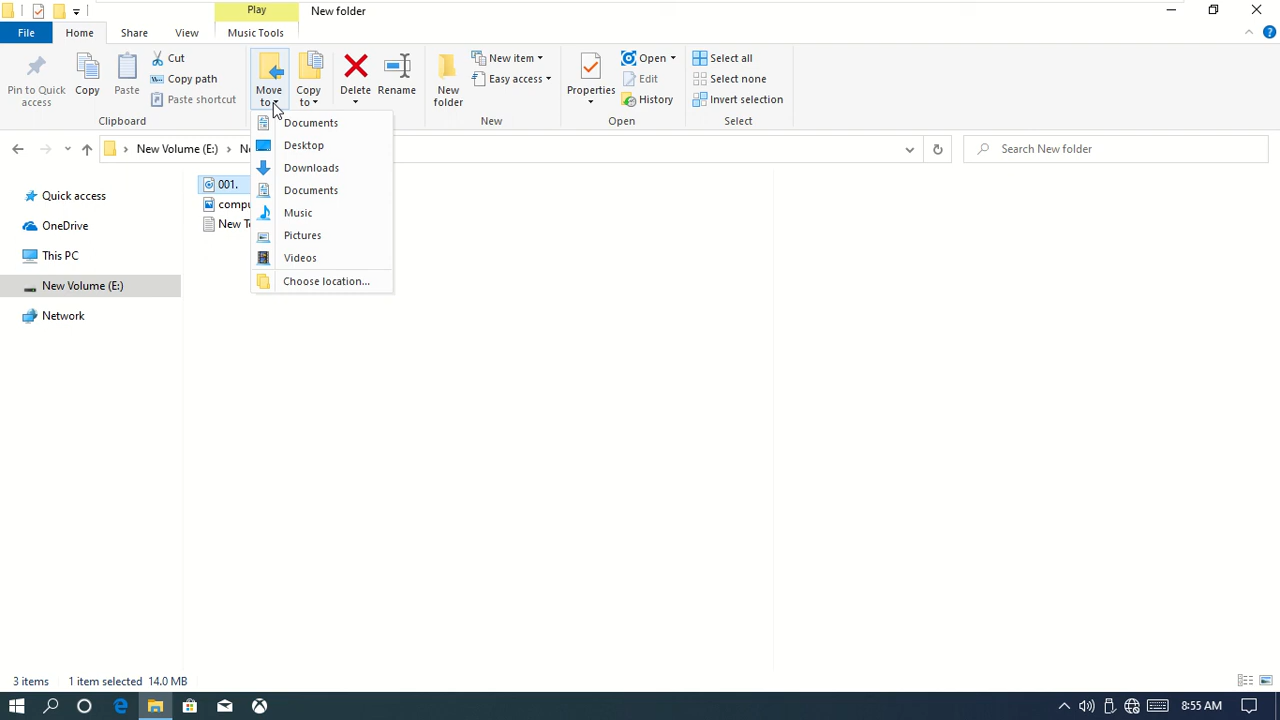 Play
New folder
File
Home
Share
View
Music Tools
Pin to Quick access
Copy
Paste
Cut
Copy path
Paste shortcut
Clipboard
Move to
Copy to
Delete
Rename
New folder
New item
Easy access
New
Properties
Open
Edit
History
Open
Select all
Select none
Invert selection
Select
New Volume (E:)
Search New folder
Documents
Desktop
Downloads
Documents
Music
Pictures
Videos
Choose location...
Quick access
OneDrive
This PC
New Volume (E:)
Network
001.
New
3 items
1 item selected 14.0 MB
8:55 AM